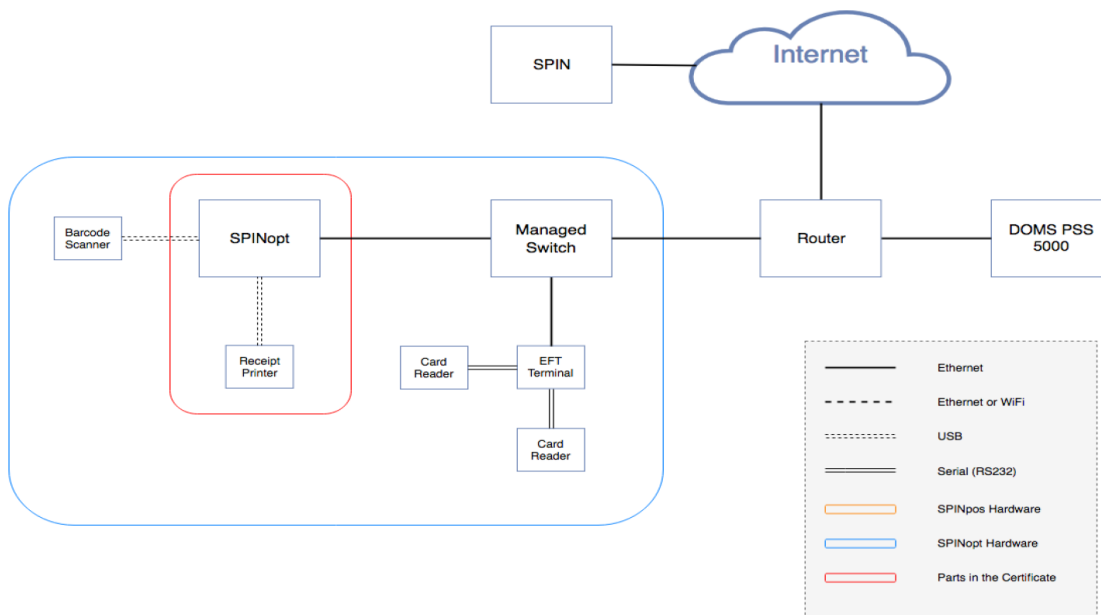 Internet
SPIN
Barcode
Scanner
SPINopt
Managed
Switch
Router
DOMS PSS
5000
Receipt
Printer
Card
Reader
EFT
Terminal
Card
Reader
Ethernet
Ethernet or WiFi
USB
Serial (RS232)
SPINpos Hardware
SPINopt Hardware
Parts in the Certificate